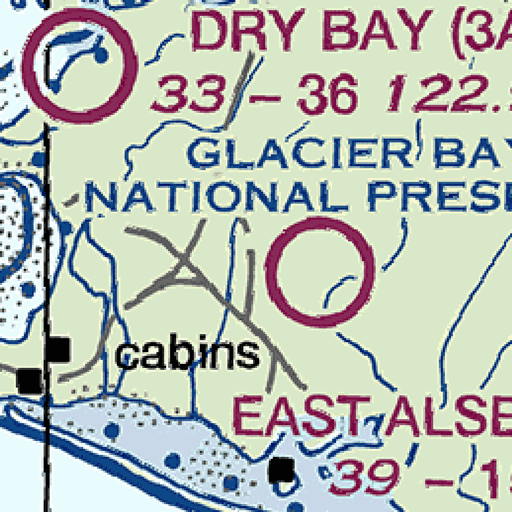 DRY BAY (3A
33 – 36 122.
GLACIER BAY
NATIONAL PRESE
cabins
EAST ALSE
39 – 1